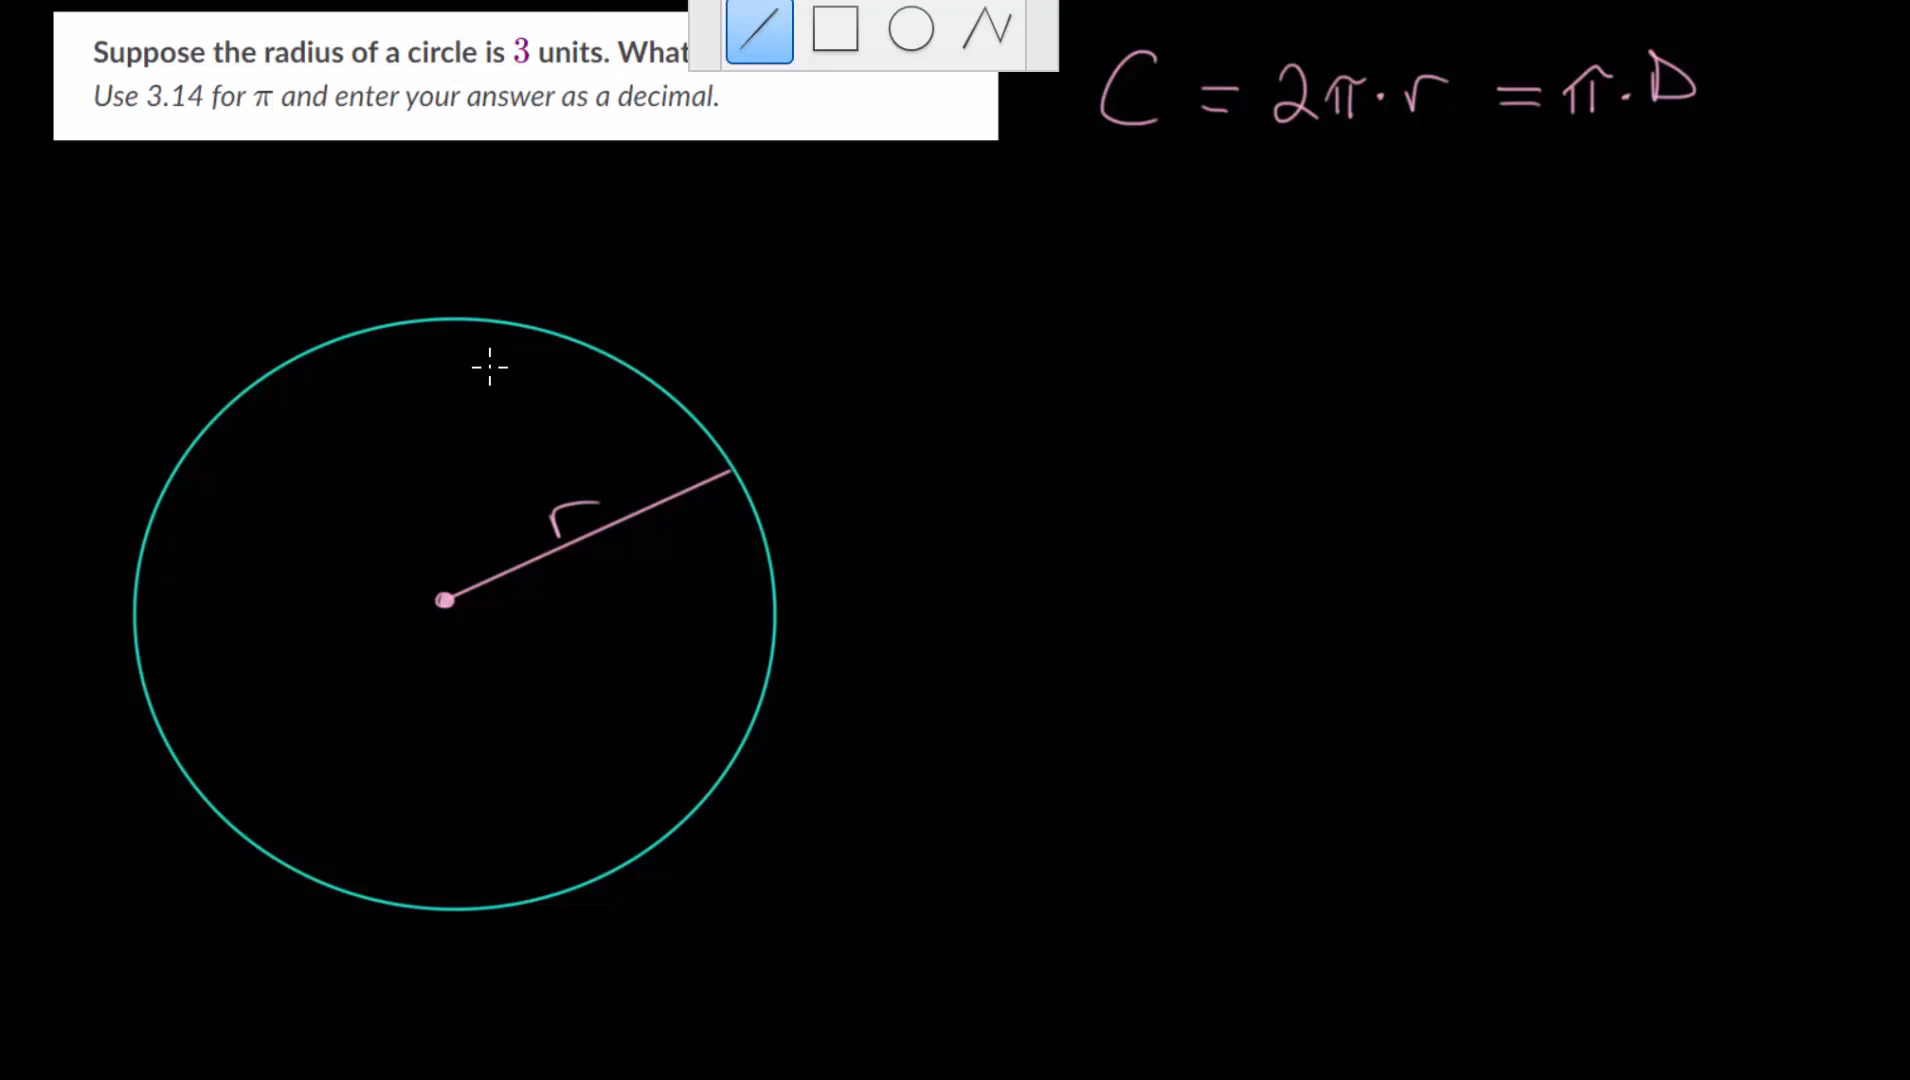 Suppose the radius of a circle is 3 units. What
Use 3.14 for π and enter your answer as a decimal.
C = 2π · r = π · D
r